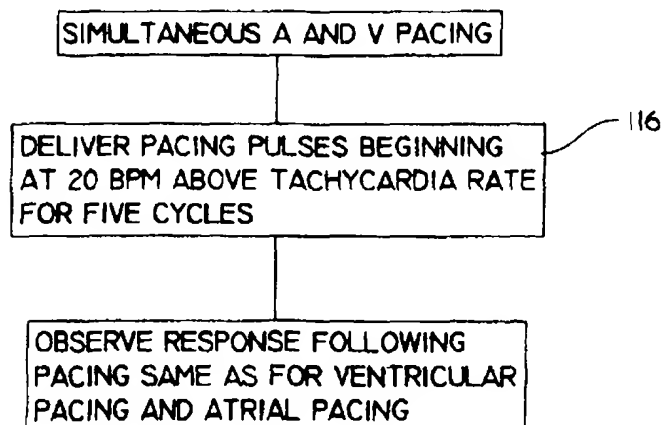 SIMULTANEOUS A AND V PACING
DELIVER PACING PULSES BEGINNING
116
AT 20 BPM ABOVE TACHYCARDIA RATE
FOR FIVE CYCLES
OBSERVE RESPONSE FOLLOWING
PACING SAME AS FOR VENTRICULAR
PACING AND ATRIAL PACING